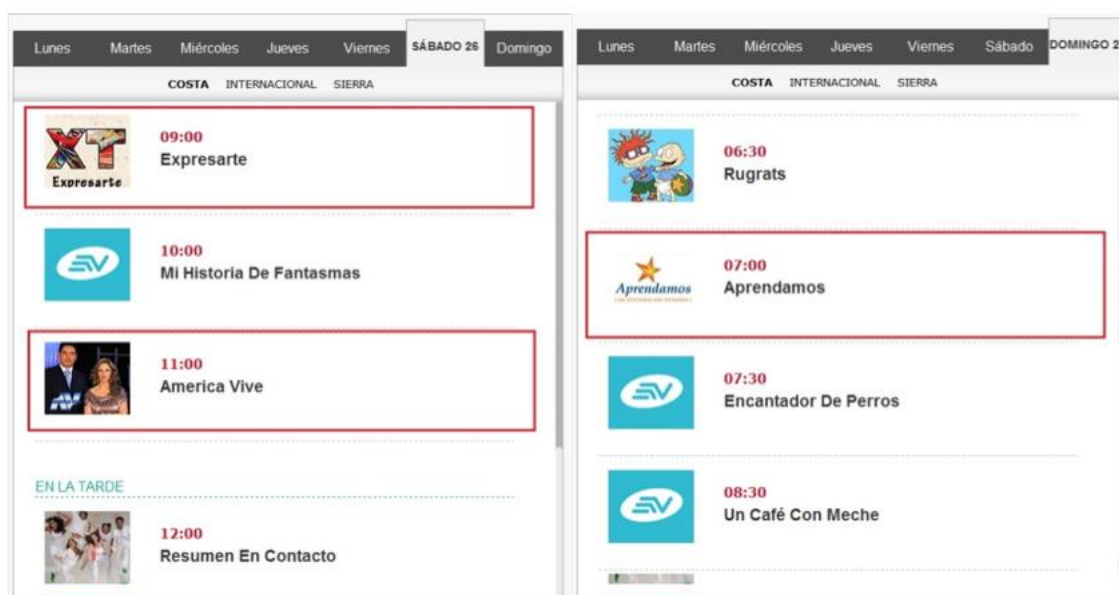 Lunes Martes Miércoles Jueves Viernes SÁBADO 26 Domingo
COSTA INTERNACIONAL SIERRA
XT
Expresarte
09:00
Expresarte
10:00
Mi Historia De Fantasmas
11:00
America Vive
EN LA TARDE
12:00
Resumen En Contacto
Lunes Martes Miércoles Jueves Viernes Sábado DOMINGO 2
COSTA INTERNACIONAL SIERRA
06:30
Rugrats
Aprendamos
07:00
Aprendamos
07:30
Encantador De Perros
08:30
Un Café Con Meche